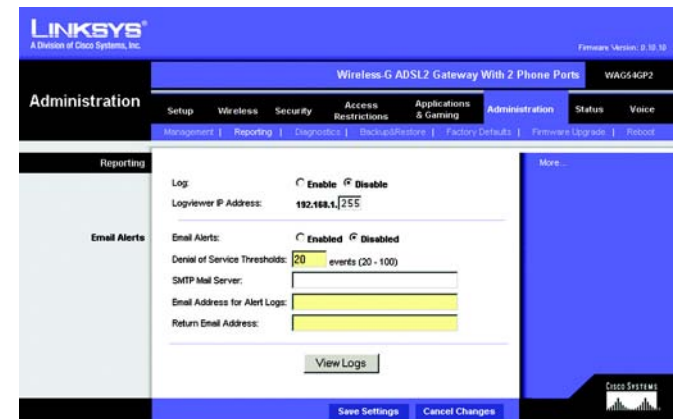 LINKSYS®
A Division of Cisco Systems, Inc.
Firmware Version: 0.10.10
Wireless-G ADSL2 Gateway With 2 Phone Ports WAG54GP2
Administration
Setup Wireless Security Access Restrictions Applications & Gaming Administration Status Voice
Management | Reporting | Diagnostics | Backup&Restore | Factory Defaults | Firmware Upgrade | Reboot
Reporting
More...
Log: Enable Disable
Logviewer IP Address: 192.168.1.255
Email Alerts
Email Alerts: Enabled Disabled
Denial of Service Thresholds: 20 events (20 - 100)
SMTP Mail Server:
Email Address for Alert Logs:
Return Email Address:
View Logs
CISCO SYSTEMS
Save Settings Cancel Changes